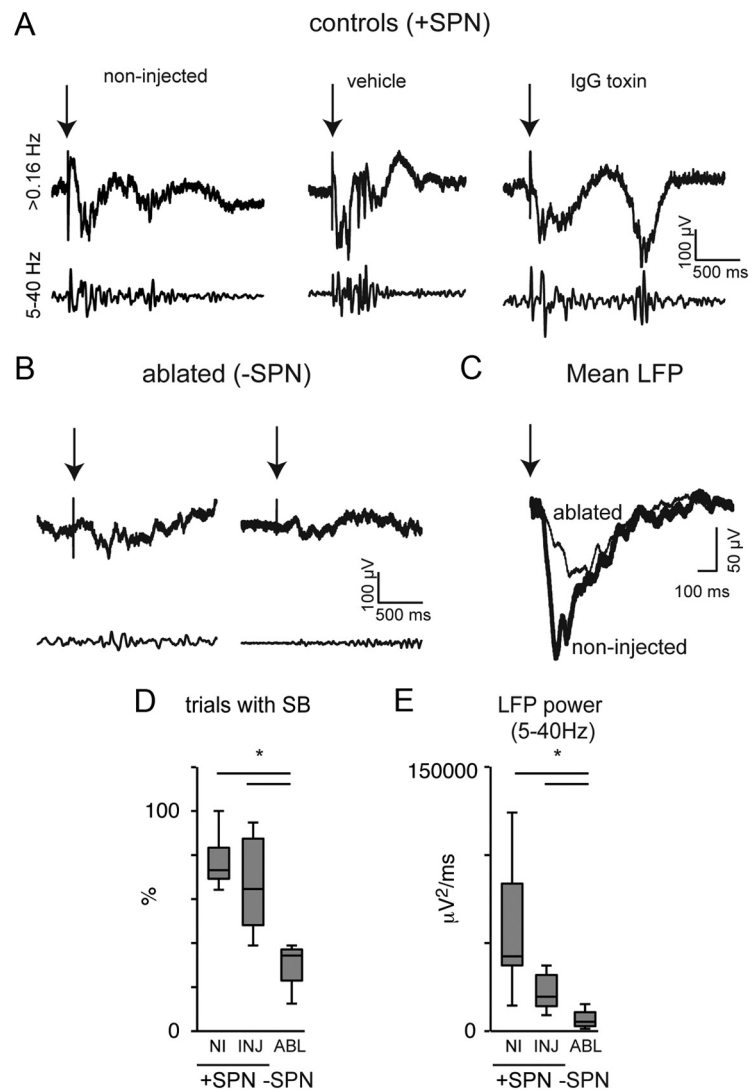 A
controls (+SPN)
non-injected
vehicle
IgG toxin
>0.16 Hz
100 µV
500 ms
5-40 Hz
B
ablated (-SPN)
C
Mean LFP
ablated
50 µV
100 µV
500 ms
100 ms
non-injected
D
trials with SB
E
LFP power
(5-40Hz)
*
*
150000
100
%
µV2/ms
0
0
NI INJ ABL
NI INJ ABL
+SPN -SPN
+SPN -SPN